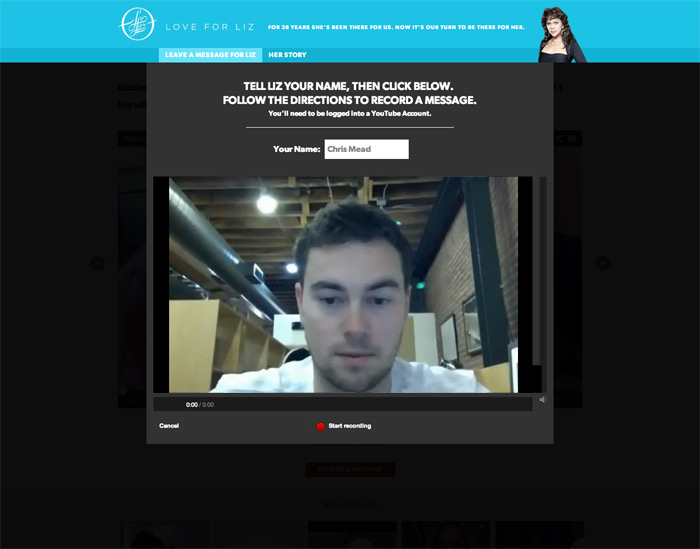 LOVE FOR LIZ
FOR 28 YEARS SHE'S BEEN THERE FOR US. NOW IT'S OUR TURN TO BE THERE FOR HER.
LEAVE A MESSAGE FOR LIZ
HER STORY
TELL LIZ YOUR NAME, THEN CLICK BELOW.
FOLLOW THE DIRECTIONS TO RECORD A MESSAGE.
You'll need to be logged into a YouTube Account.
Your Name: Chris Mead
0:00 / 0:00
Cancel
Start recording
RECORD A MESSAGE